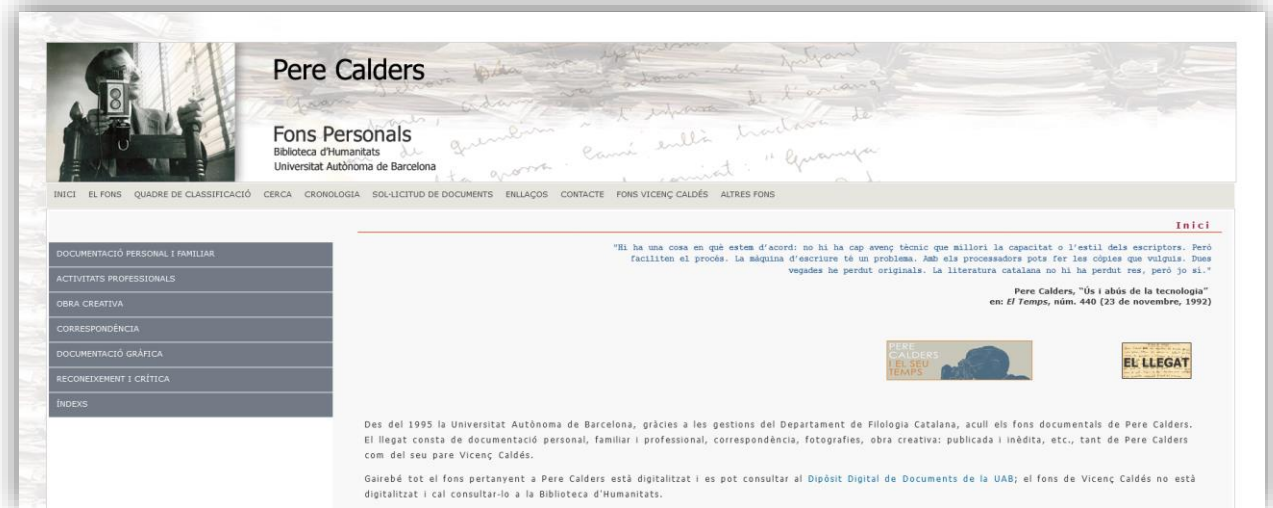 Pere Calders
Fons Personals
Biblioteca d'Humanitats
Universitat Autònoma de Barcelona
INICI EL FONS QUADRE DE CLASSIFICACIÓ CERCA CRONOLOGIA SOL·LICITUD DE DOCUMENTS ENLLAÇOS CONTACTE FONS VICENÇ CALDÉS ALTRES FONS
DOCUMENTACIÓ PERSONAL I FAMILIAR
ACTIVITATS PROFESSIONALS
OBRA CREATIVA
CORRESPONDÈNCIA
DOCUMENTACIÓ GRÀFICA
RECONEIXEMENT I CRÍTICA
ÍNDEXS
Inici
"Hi ha una cosa en què estem d'acord: no hi ha cap avenç tècnic que millori la capacitat o l'estil dels escriptors. Però
faciliten el procés. La màquina d'escriure té un problema. Amb els processadors pots fer les còpies que vulguis. Dues
vegades he perdut originals. La literatura catalana no hi ha perdut res, però jo sí."
Pere Calders, "Ús i abús de la tecnologia"
en: El Temps, núm. 440 (23 de novembre, 1992)
PERE
CALDERS
I EL SEU
TEMPS
EL LLEGAT
Des del 1995 la Universitat Autònoma de Barcelona, gràcies a les gestions del Departament de Filologia Catalana, acull els fons documentals de Pere Calders.
El llegat consta de documentació personal, familiar i professional, correspondència, fotografies, obra creativa: publicada i inèdita, etc., tant de Pere Calders
com del seu pare Vicenç Caldés.
Gairebé tot el fons pertanyent a Pere Calders està digitalitzat i es pot consultar al Dipòsit Digital de Documents de la UAB; el fons de Vicenç Caldés no està
digitalitzat i cal consultar-lo a la Biblioteca d'Humanitats.